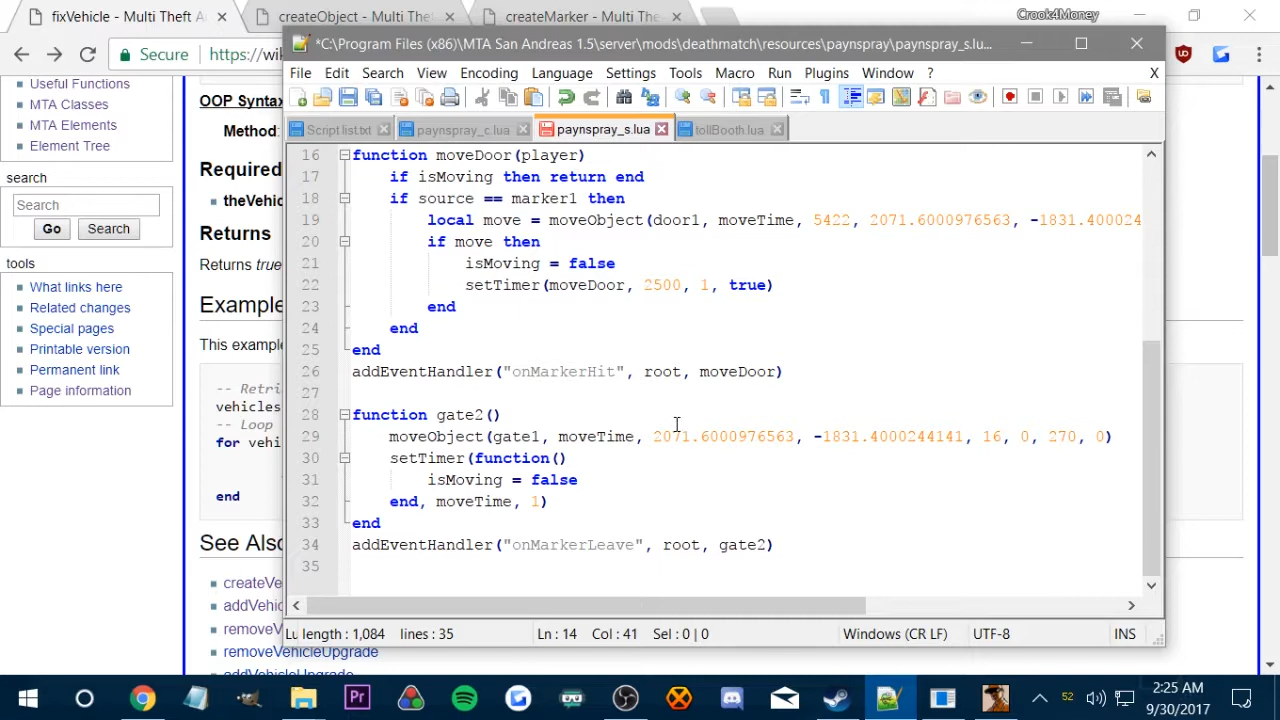 fixVehicle - Multi Theft A
createObject - Multi Thef
createMarker - Multi The
Crook4Money
Secure
https://wik
*C:\Program Files (x86)\MTA San Andreas 1.5\server\mods\deathmatch\resources\paynspray\paynspray_s.lu...
File Edit Search View Encoding Language Settings Tools Macro Run Plugins Window ? X
Script list.txt
paynspray_c.lua
paynspray_s.lua
tollBooth.lua
Useful Functions
MTA Classes
MTA Elements
Element Tree
search
Search
Go
Search
tools
What links here
Related changes
Special pages
Printable version
Permanent link
Page information
OOP Syntax
Method:
Required
theVehic
Returns
Returns true
Example
This example
-- Retri
vehicles
-- Loop
for vehi
end
See Also
createVe
addVehic
remove
removeVehicleUpgrade
addVehicleUpgrade
16 function moveDoor(player)
17 if isMoving then return end
18 if source == marker1 then
19 local move = moveObject(door1, moveTime, 5422, 2071.6000976563, -1831.40002441
20 if move then
21 isMoving = false
22 setTimer(moveDoor, 2500, 1, true)
23 end
24 end
25 end
26 addEventHandler("onMarkerHit", root, moveDoor)
27
28 function gate2()
29 moveObject(gate1, moveTime, 2071.6000976563, -1831.4000244141, 16, 0, 270, 0)
30 setTimer(function()
31 isMoving = false
32 end, moveTime, 1)
33 end
34 addEventHandler("onMarkerLeave", root, gate2)
35
Lu length : 1,084 lines : 35 Ln : 14 Col : 41 Sel : 0 | 0 Windows (CR LF) UTF-8 INS
52
2:25 AM
9/30/2017